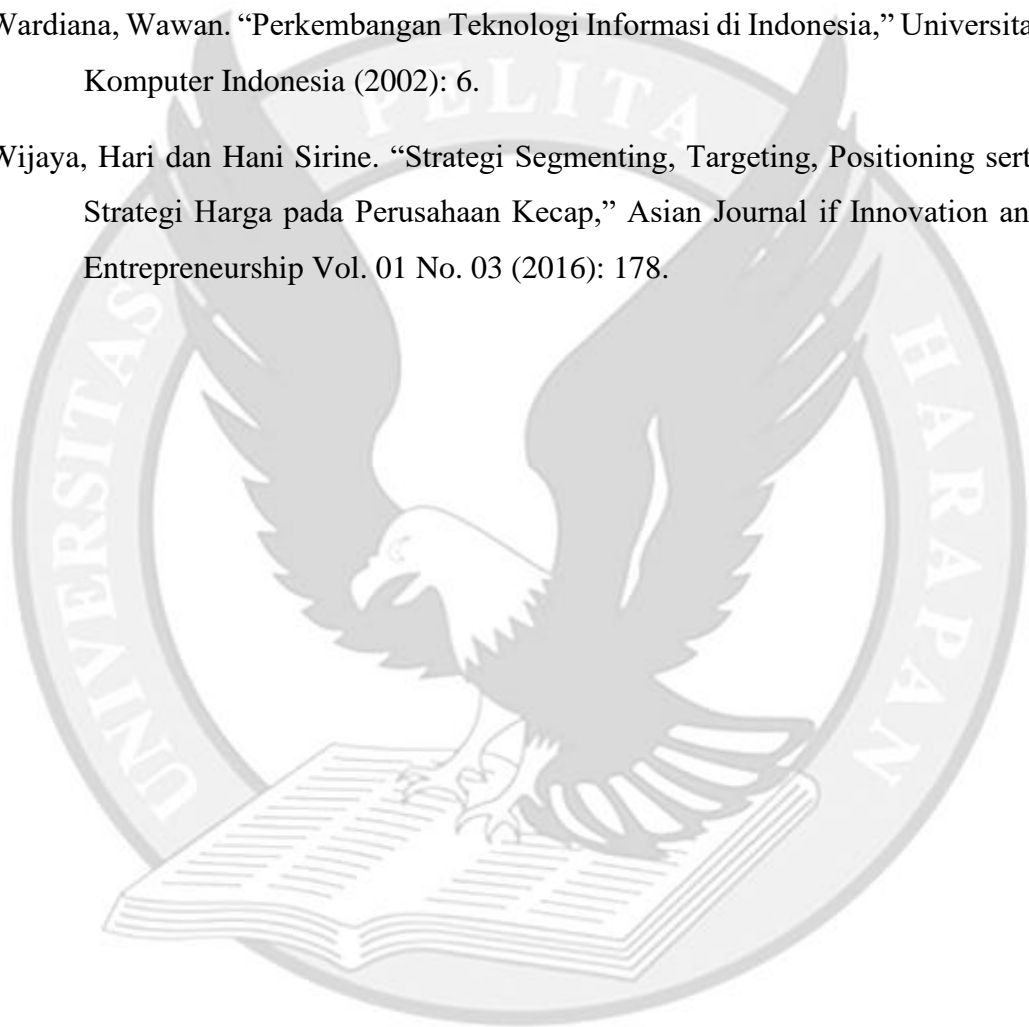 Wardiana, Wawan. “Perkembangan Teknologi Informasi di Indonesia,” Universita
Komputer Indonesia (2002): 6.
Wijaya, Hari dan Hani Sirine. “Strategi Segmenting, Targeting, Positioning sert
Strategi Harga pada Perusahaan Kecap,” Asian Journal if Innovation an
Entrepreneurship Vol. 01 No. 03 (2016): 178.
UNIVERSITAS PELITA HARAPAN